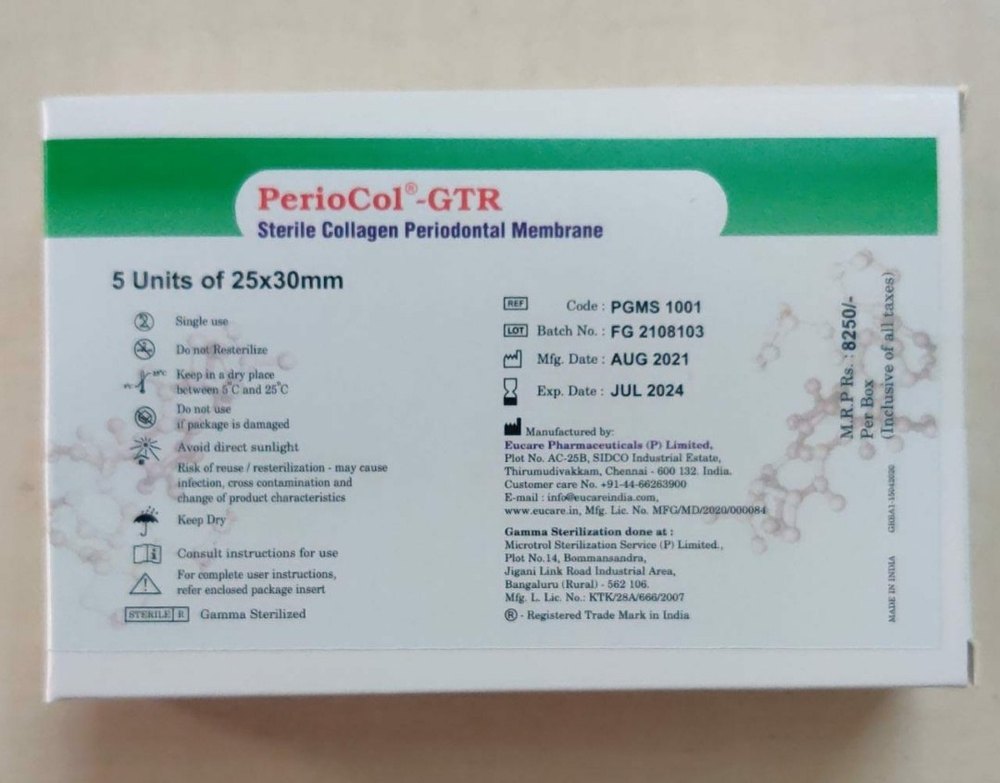 PerioCol®-GTR
Sterile Collagen Periodontal Membrane
5 Units of 25x30mm
Single use
Do not Resterilize
Keep in a dry place
between 5°C and 25°C
Do not use
if package is damaged
Avoid direct sunlight
Risk of reuse / resterilization - may cause
infection, cross contamination and
change of product characteristics
Keep Dry
Consult instructions for use
For complete user instructions,
refer enclosed package insert
STERILE R Gamma Sterilized
REF Code : PGMS 1001
LOT Batch No. : FG 2108103
Mfg. Date : AUG 2021
Exp. Date : JUL 2024
Manufactured by:
Eucare Pharmaceuticals (P) Limited,
Plot No. AC-25B, SIDCO Industrial Estate,
Thirumudivakkam, Chennai - 600 132. India.
Customer care No. +91-44-66263900
E-mail : info@eucareindia.com,
www.eucare.in, Mfg. Lic. No. MFG/MD/2020/000084
Gamma Sterilization done at :
Microtrol Sterilization Service (P) Limited.,
Plot No.14, Bommansandra,
Jigani Link Road Industrial Area,
Bangaluru (Rural) - 562 106.
Mfg. L. Lic. No.: KTK/28A/666/2007
® - Registered Trade Mark in India
M.R.P Rs. : 8250/-
Per Box
(Inclusive of all taxes)
MADE IN INDIA